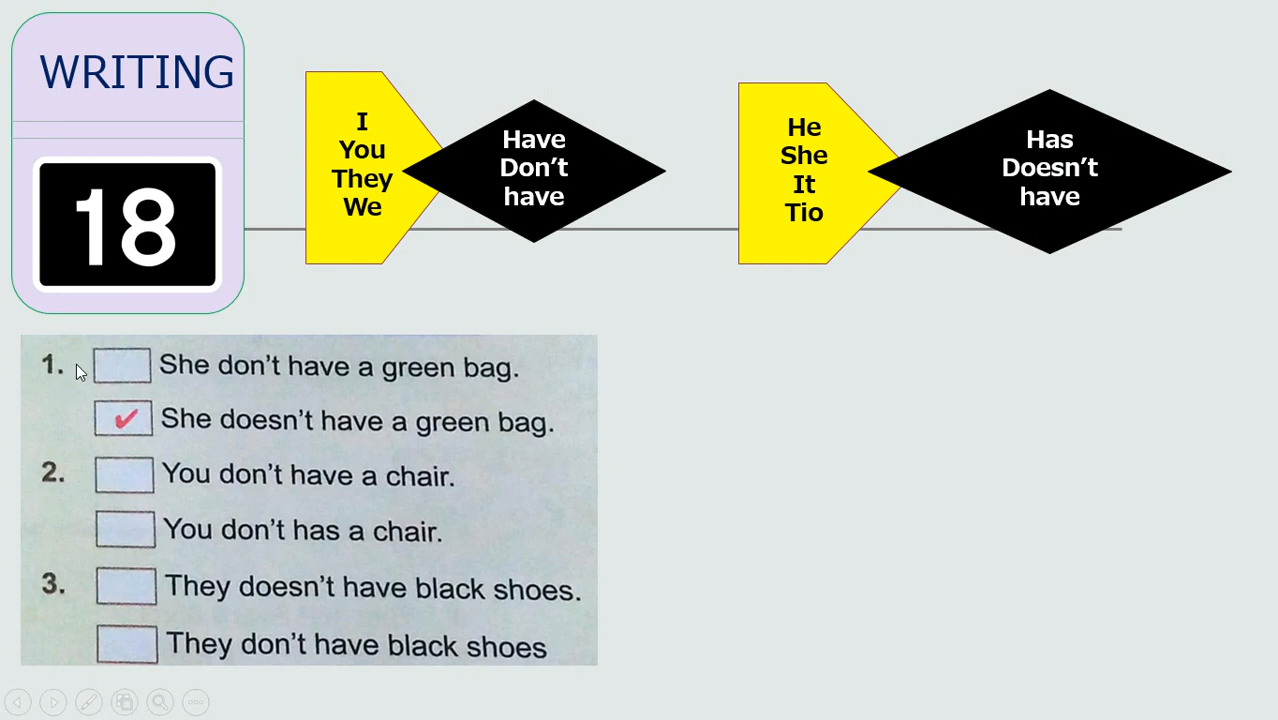 WRITING
18
I
You
They
We
Have
Don't
have
He
She
It
Tio
Has
Doesn't
have
1. She don't have a green bag.
✔ She doesn't have a green bag.
2. You don't have a chair.
You don't has a chair.
3. They doesn't have black shoes.
They don't have black shoes